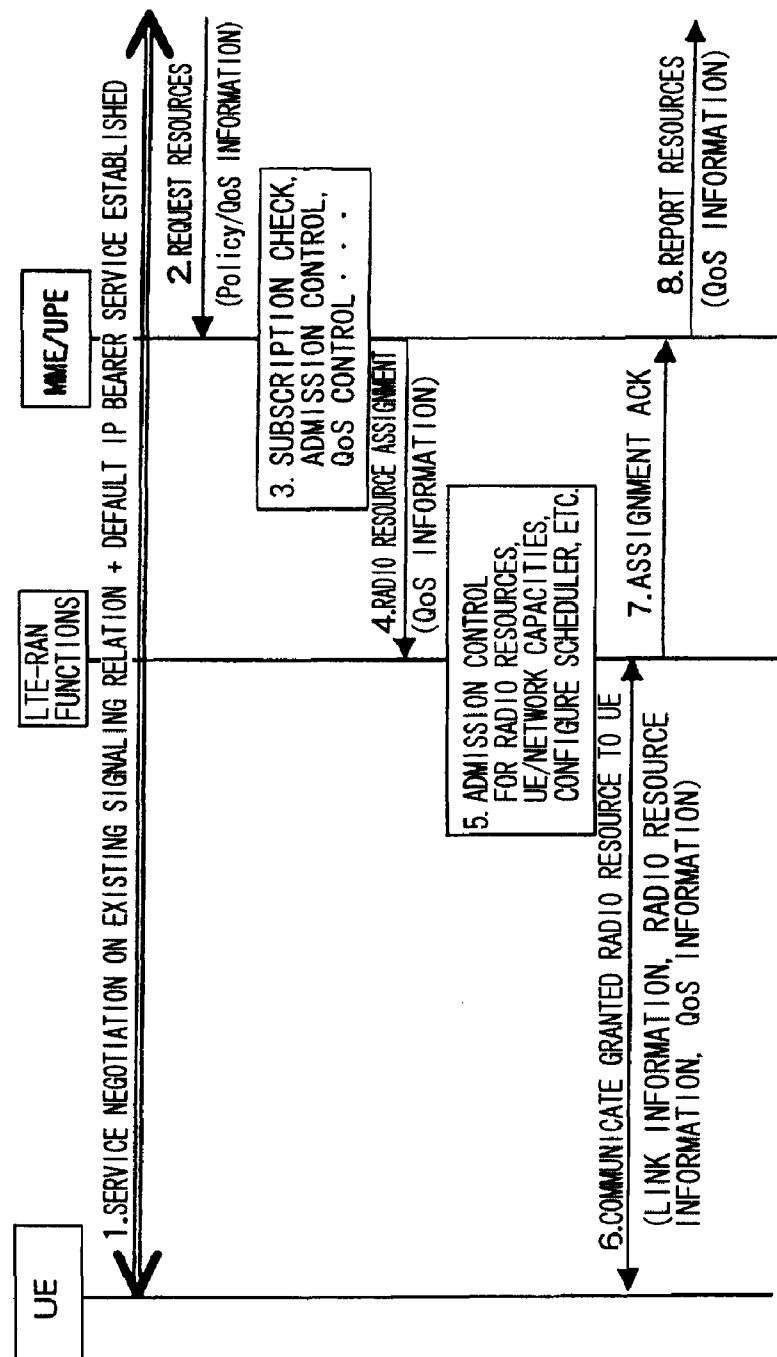 UE
LTE-RAN
FUNCTIONS
MME/UPE
1.SERVICE NEGOTIATION ON EXISTING SIGNALING RELATION + DEFAULT IP BEARER SERVICE ESTABLISHED
2.REQUEST RESOURCES
(Policy/QoS INFORMATION)
3. SUBSCRIPTION CHECK,
ADMISSION CONTROL,
QoS CONTROL . . . .
4.RADIO RESOURCE ASSIGNMENT
(QoS INFORMATION)
5. ADMISSION CONTROL
FOR RADIO RESOURCES,
UE/NETWORK CAPACITIES,
CONFIGURE SCHEDULER, ETC.
6.COMMUNICATE GRANTED RADIO RESOURCE TO UE
(LINK INFORMATION, RADIO RESOURCE
INFORMATION, QoS INFORMATION)
7.ASSIGNMENT ACK
8.REPORT RESOURCES
(QoS INFORMATION)